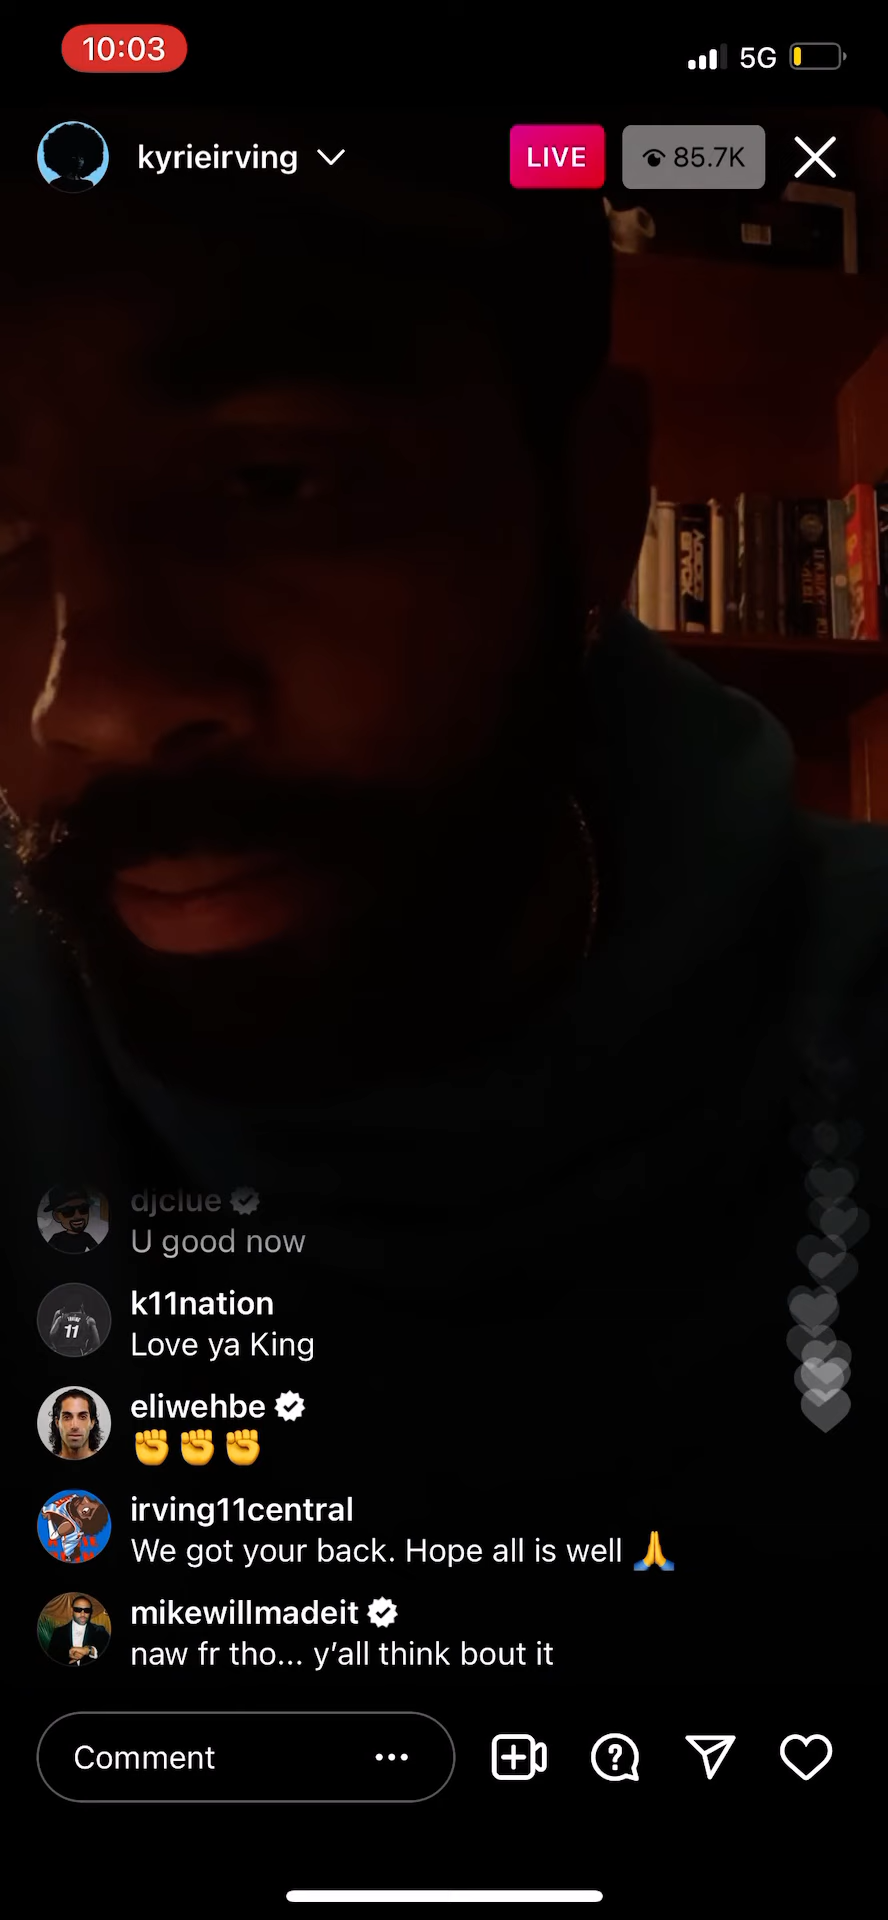 10:03
5G
kyrieirving
LIVE
85.7K
djclue
U good now
k11nation
11
Love ya King
eliwehbe
✊✊✊
irving11central
We got your back. Hope all is well 🙏
mikewillmadeit
naw fr tho... y’all think bout it
Comment